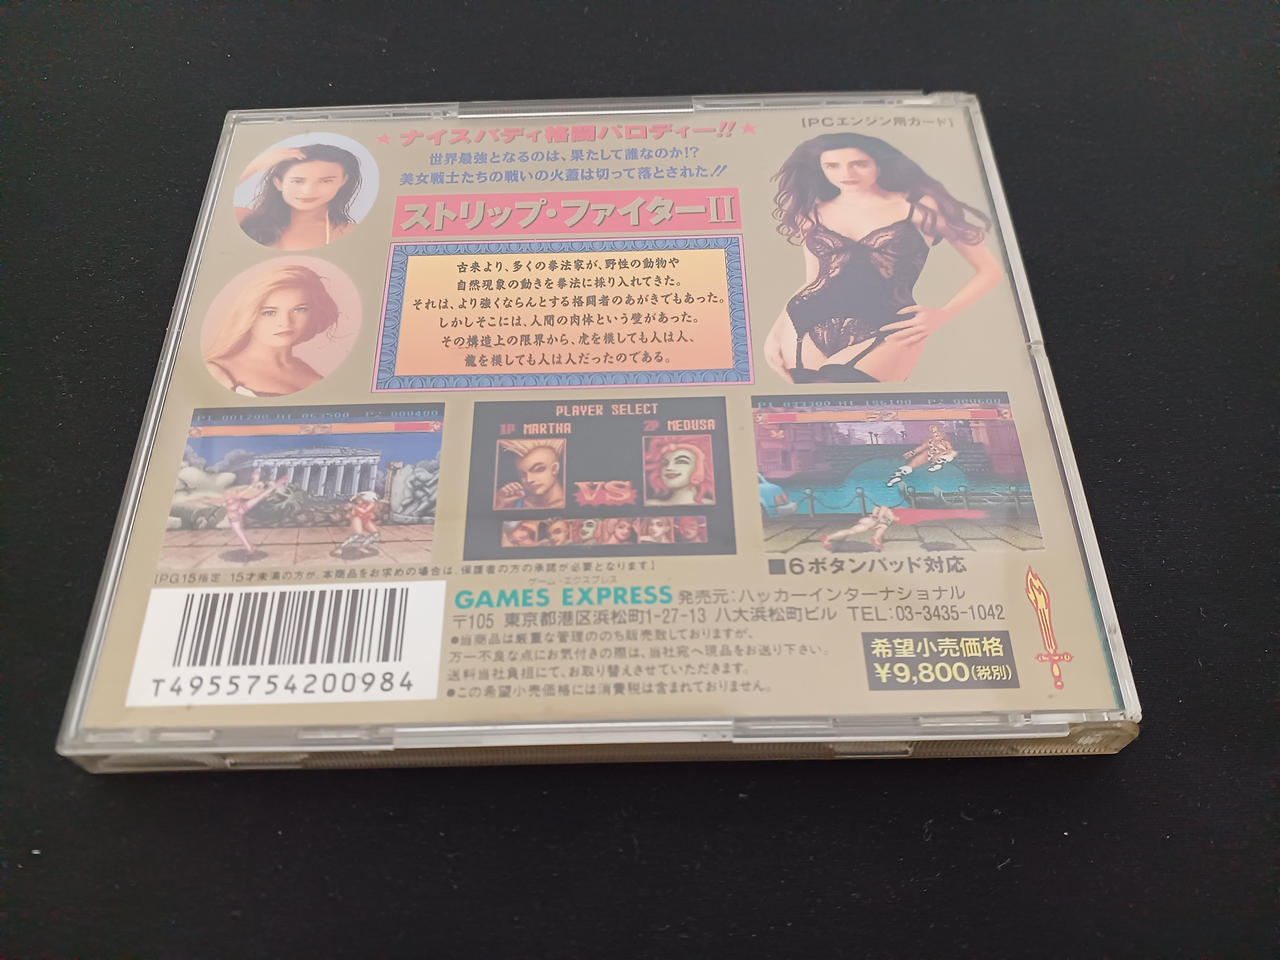 ★ナイスバディ格闘パロディー!!★
[PCエンジン用カード]
世界最強となるのは、果たして誰なのか!?
美女戦士たちの戦いの火蓋は切って落とされた!!
ストリップ・ファイターII
古来より、多くの拳法家が、野性の動物や
自然現象の動きを拳法に採り入れてきた。
それは、より強くならんとする格闘者のあがきでもあった。
しかしそこには、人間の肉体という壁があった。
その構造上の限界から、虎を模しても人は人、
龍を模しても人は人だったのである。
P1 001200 HI 063500 P2 000400
PLAYER SELECT
1P MARTHA
2P MEDUSA
VS
P1 HI 196100 P2
[PG15指定:15才未満の方が、本商品をお求めの場合は、保護者の方の承諾が必要となります]
■6ボタンパッド対応
ゲーム・エクスプレス
GAMES EXPRESS 発売元:ハッカーインターナショナル
〒105 東京都港区浜松町1-27-13 八大浜松町ビル TEL:03-3435-1042
●当商品は厳重な管理ののち販売致しておりますが、
万一不良な点にお気付きの際は、当社宛へ現品をお送り下さい。
送料当社負担にて、お取り替えさせていただきます。
●この希望小売価格には消費税は含まれておりません。
希望小売価格
¥9,800(税別)
T4955754200984